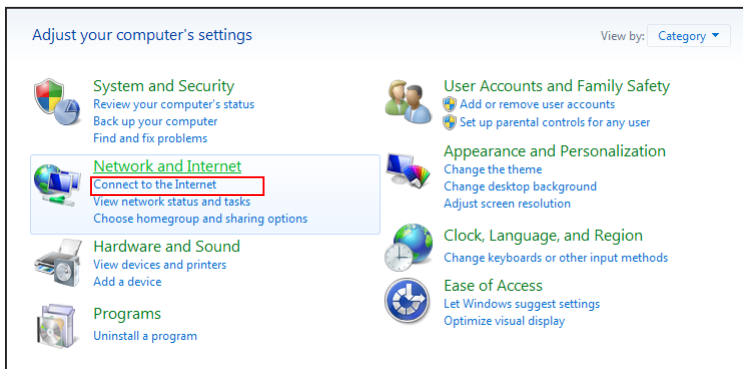 Adjust your computer's settings
View by: Category
System and Security
Review your computer's status
Back up your computer
Find and fix problems
Network and Internet
Connect to the Internet
View network status and tasks
Choose homegroup and sharing options
Hardware and Sound
View devices and printers
Add a device
Programs
Uninstall a program
User Accounts and Family Safety
Add or remove user accounts
Set up parental controls for any user
Appearance and Personalization
Change the theme
Change desktop background
Adjust screen resolution
Clock, Language, and Region
Change keyboards or other input methods
Ease of Access
Let Windows suggest settings
Optimize visual display